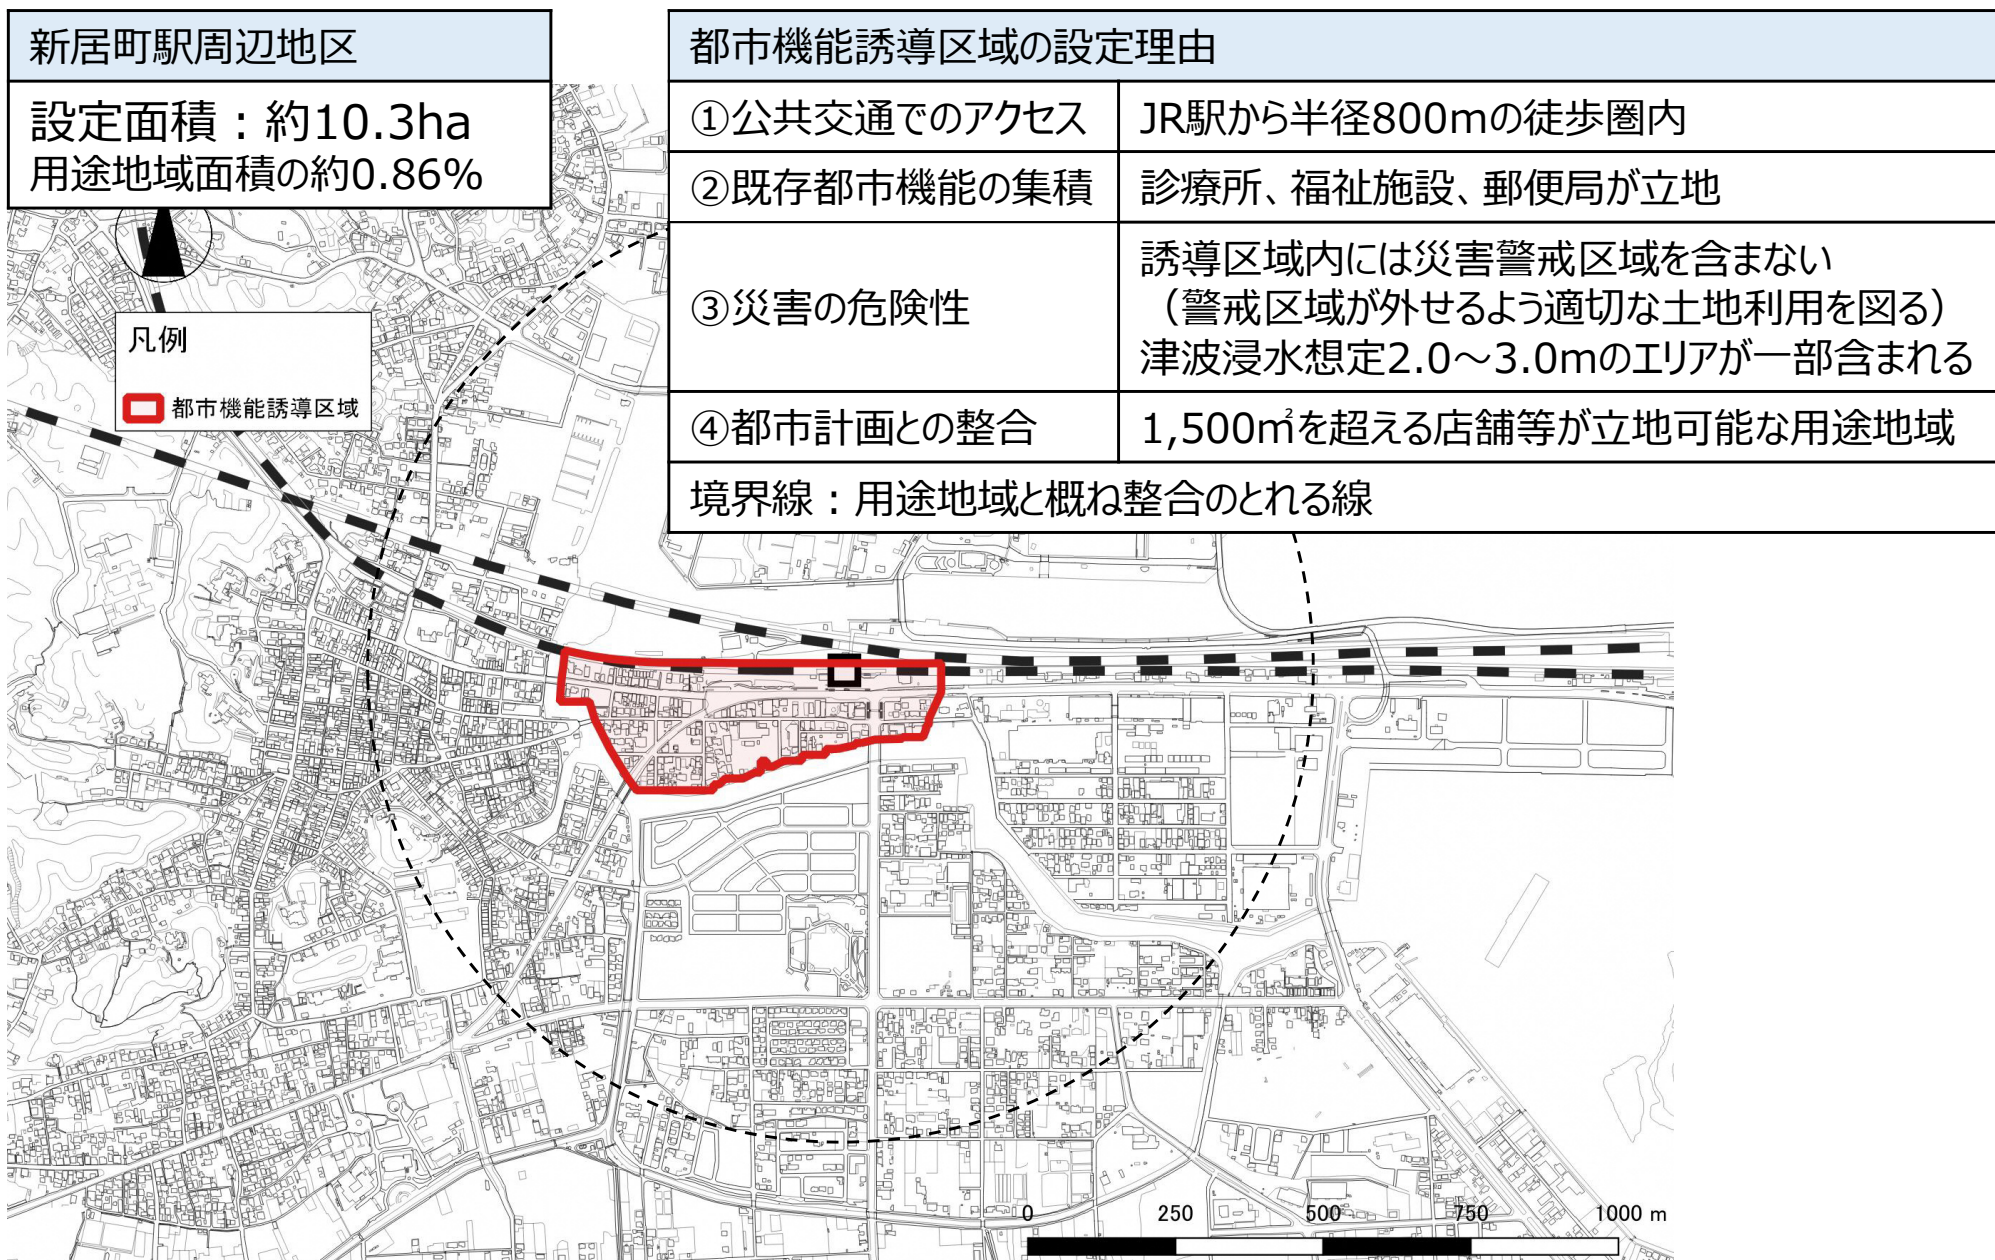 新居町駅周辺地区
設定面積：約10.3ha
用途地域面積の約0.86%
都市機能誘導区域の設定理由
①公共交通でのアクセス
JR駅から半径800mの徒歩圏内
②既存都市機能の集積
診療所、福祉施設、郵便局が立地
③災害の危険性
誘導区域内には災害警戒区域を含まない
（警戒区域が外せるよう適切な土地利用を図る）
津波浸水想定2.0～3.0mのエリアが一部含まれる
④都市計画との整合
1,500㎡を超える店舗等が立地可能な用途地域
境界線：用途地域と概ね整合のとれる線
凡例
都市機能誘導区域
0 250 500 750 1000 m